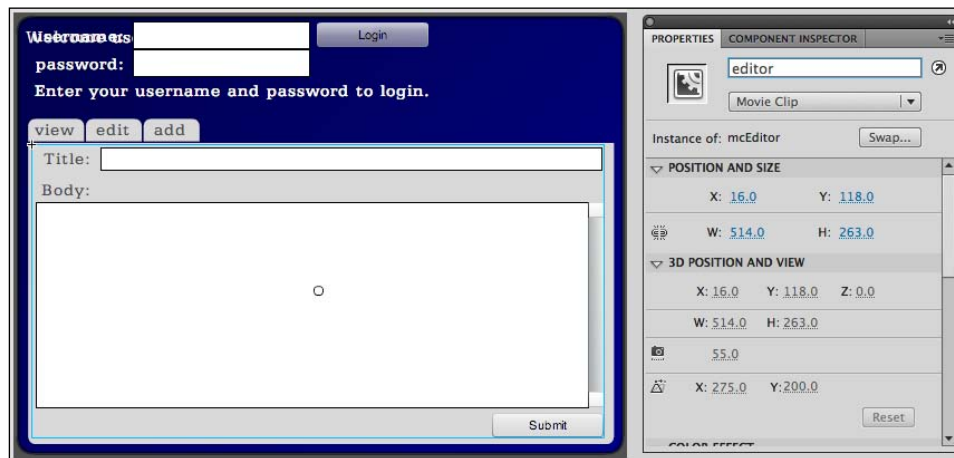 Username:
Login
password:
Enter your username and password to login.
view edit add
Title:
Body:
Submit
PROPERTIES COMPONENT INSPECTOR
editor
Movie Clip
Instance of: mcEditor Swap...
POSITION AND SIZE
X: 16.0 Y: 118.0
W: 514.0 H: 263.0
3D POSITION AND VIEW
X: 16.0 Y: 118.0 Z: 0.0
W: 514.0 H: 263.0
55.0
X: 275.0 Y: 200.0
Reset
COLOR EFFECT